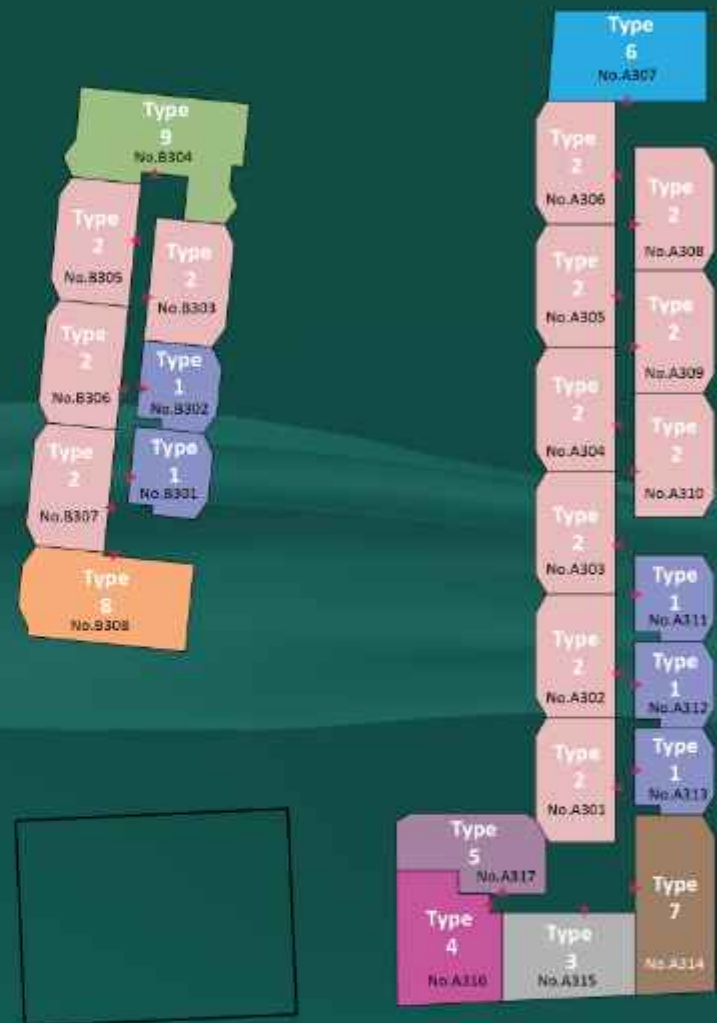 Type
6
No.A307
Type
9
No.B304
Type
2
No.A306
Type
2
No.A308
Type
2
No.B305
Type
2
No.B303
Type
2
No.A305
Type
2
No.A309
Type
2
No.B306
Type
1
No.B302
Type
2
No.A304
Type
2
No.A310
Type
2
No.B307
Type
1
No.B301
Type
2
No.A303
Type
1
No.A311
Type
8
No.B308
Type
2
No.A302
Type
1
No.A312
Type
2
No.A301
Type
1
No.A313
Type
5
No.A317
Type
7
No.A314
Type
4
No.A316
Type
3
No.A315